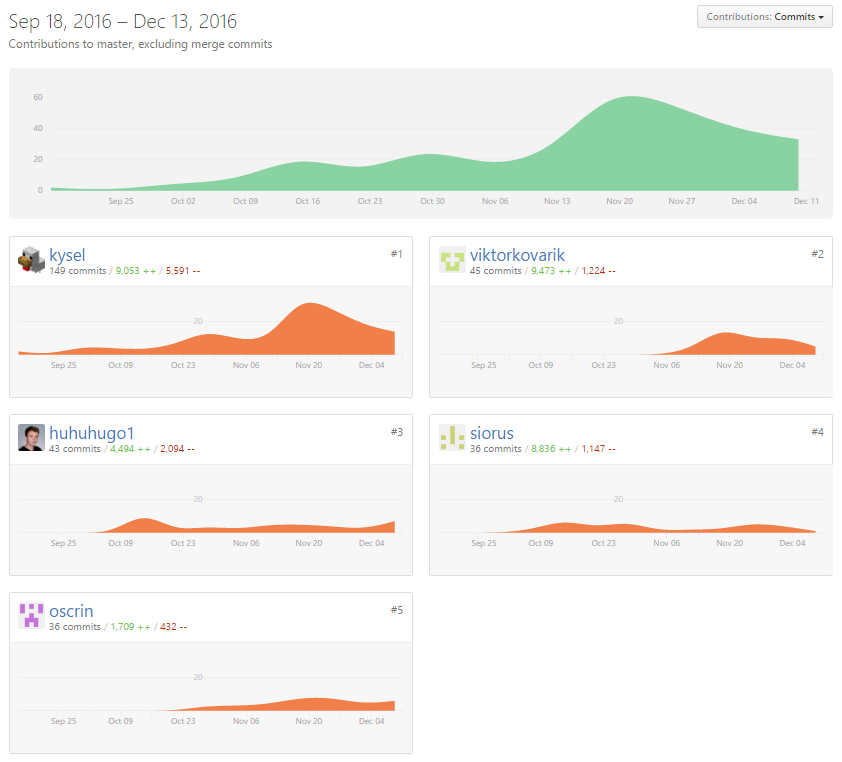 Sep 18, 2016 – Dec 13, 2016
Contributions: Commits
Contributions to master, excluding merge commits
60
40
20
0
Sep 25 Oct 02 Oct 09 Oct 16 Oct 23 Oct 30 Nov 06 Nov 13 Nov 20 Nov 27 Dec 04 Dec 11
kysel #1
149 commits / 9,053 ++ / 5,591 --
20
Sep 25 Oct 09 Oct 23 Nov 06 Nov 20 Dec 04
viktorkovarik #2
45 commits / 9,473 ++ / 1,224 --
20
Sep 25 Oct 09 Oct 23 Nov 06 Nov 20 Dec 04
huhuhugo1 #3
43 commits / 4,494 ++ / 2,094 --
20
Sep 25 Oct 09 Oct 23 Nov 06 Nov 20 Dec 04
siorus #4
36 commits / 8,836 ++ / 1,147 --
20
Sep 25 Oct 09 Oct 23 Nov 06 Nov 20 Dec 04
oscrin #5
36 commits / 1,709 ++ / 432 --
20
Sep 25 Oct 09 Oct 23 Nov 06 Nov 20 Dec 04